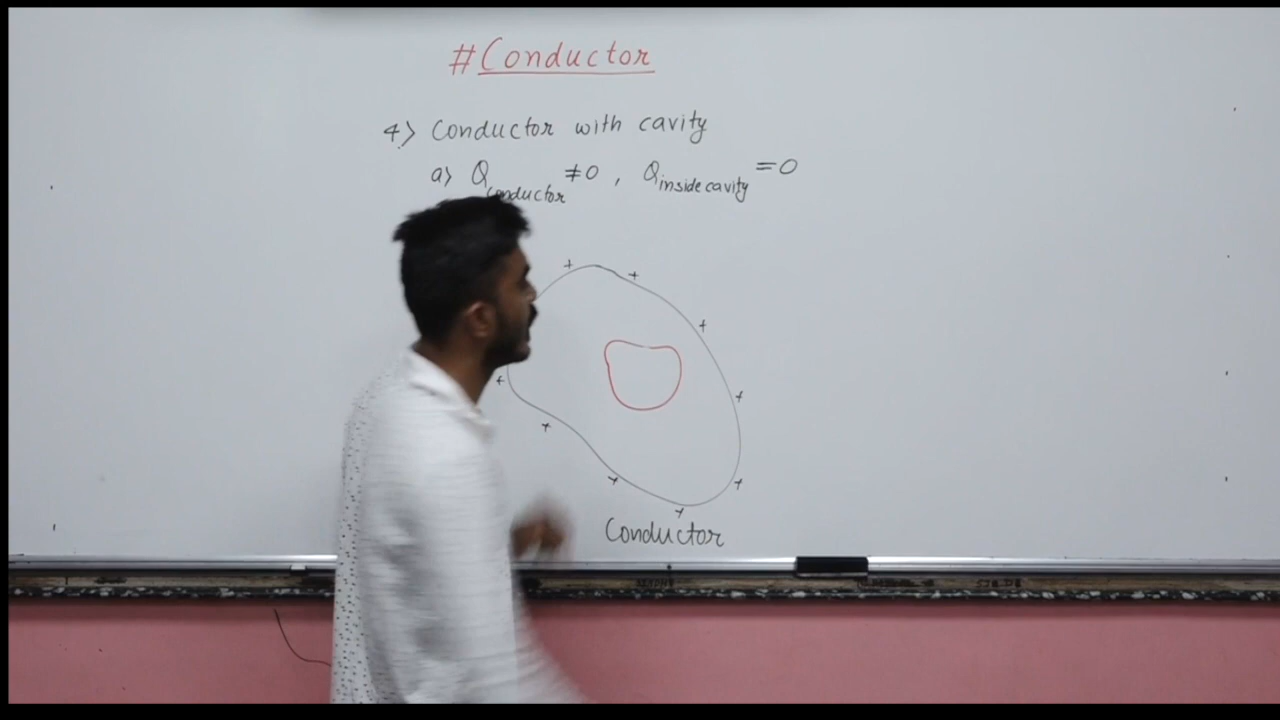 #Conductor
4) Conductor with cavity
a) Q conductor ≠0 , Q inside cavity =0
+ +
+
+ +
+
+ +
+
Conductor